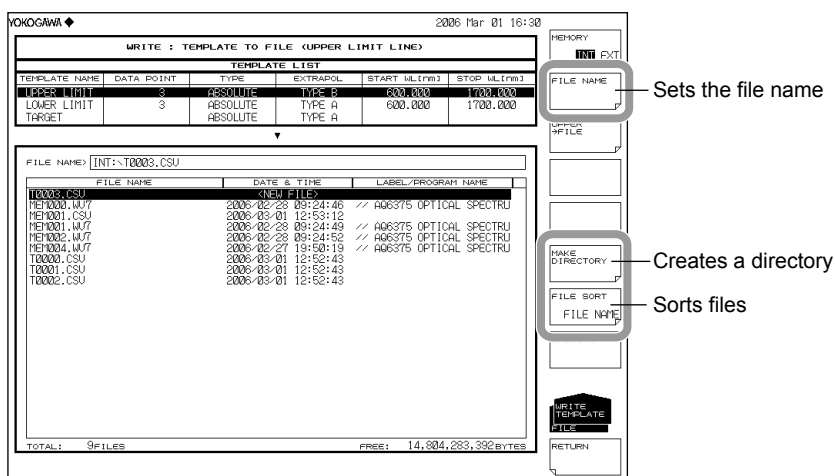 YOKOGAWA ◆ 2006 Mar 01 16:30
WRITE : TEMPLATE TO FILE (UPPER LIMIT LINE)
TEMPLATE LIST
TEMPLATE NAME DATA POINT TYPE EXTRAPOL START WL[nm] STOP WL[nm]
UPPER LIMIT 3 ABSOLUTE TYPE B 600.000 1700.000
LOWER LIMIT 3 ABSOLUTE TYPE A 600.000 1700.000
TARGET ABSOLUTE TYPE A
▼
FILE NAME> INT:\T0003.CSV
FILE NAME DATE & TIME LABEL/PROGRAM NAME
T0003.CSV <NEW FILE>
MEM000.WV7 2006/02/28 09:24:46 // AQ6375 OPTICAL SPECTRU
MEM001.CSV 2006/03/01 12:53:12
MEM001.WV7 2006/02/28 09:24:49 // AQ6375 OPTICAL SPECTRU
MEM002.WV7 2006/02/28 09:24:52 // AQ6375 OPTICAL SPECTRU
MEM004.WV7 2006/02/27 19:50:19 // AQ6375 OPTICAL SPECTRU
T0000.CSV 2006/03/01 12:52:43
T0001.CSV 2006/03/01 12:52:43
T0002.CSV 2006/03/01 12:52:43
TOTAL: 9FILES FREE: 14,804,283,392BYTES
MEMORY
INT EXT
FILE NAME
Sets the file name
UPPER
→FILE
MAKE
DIRECTORY
Creates a directory
FILE SORT
FILE NAME
Sorts files
WRITE
TEMPLATE
FILE
RETURN